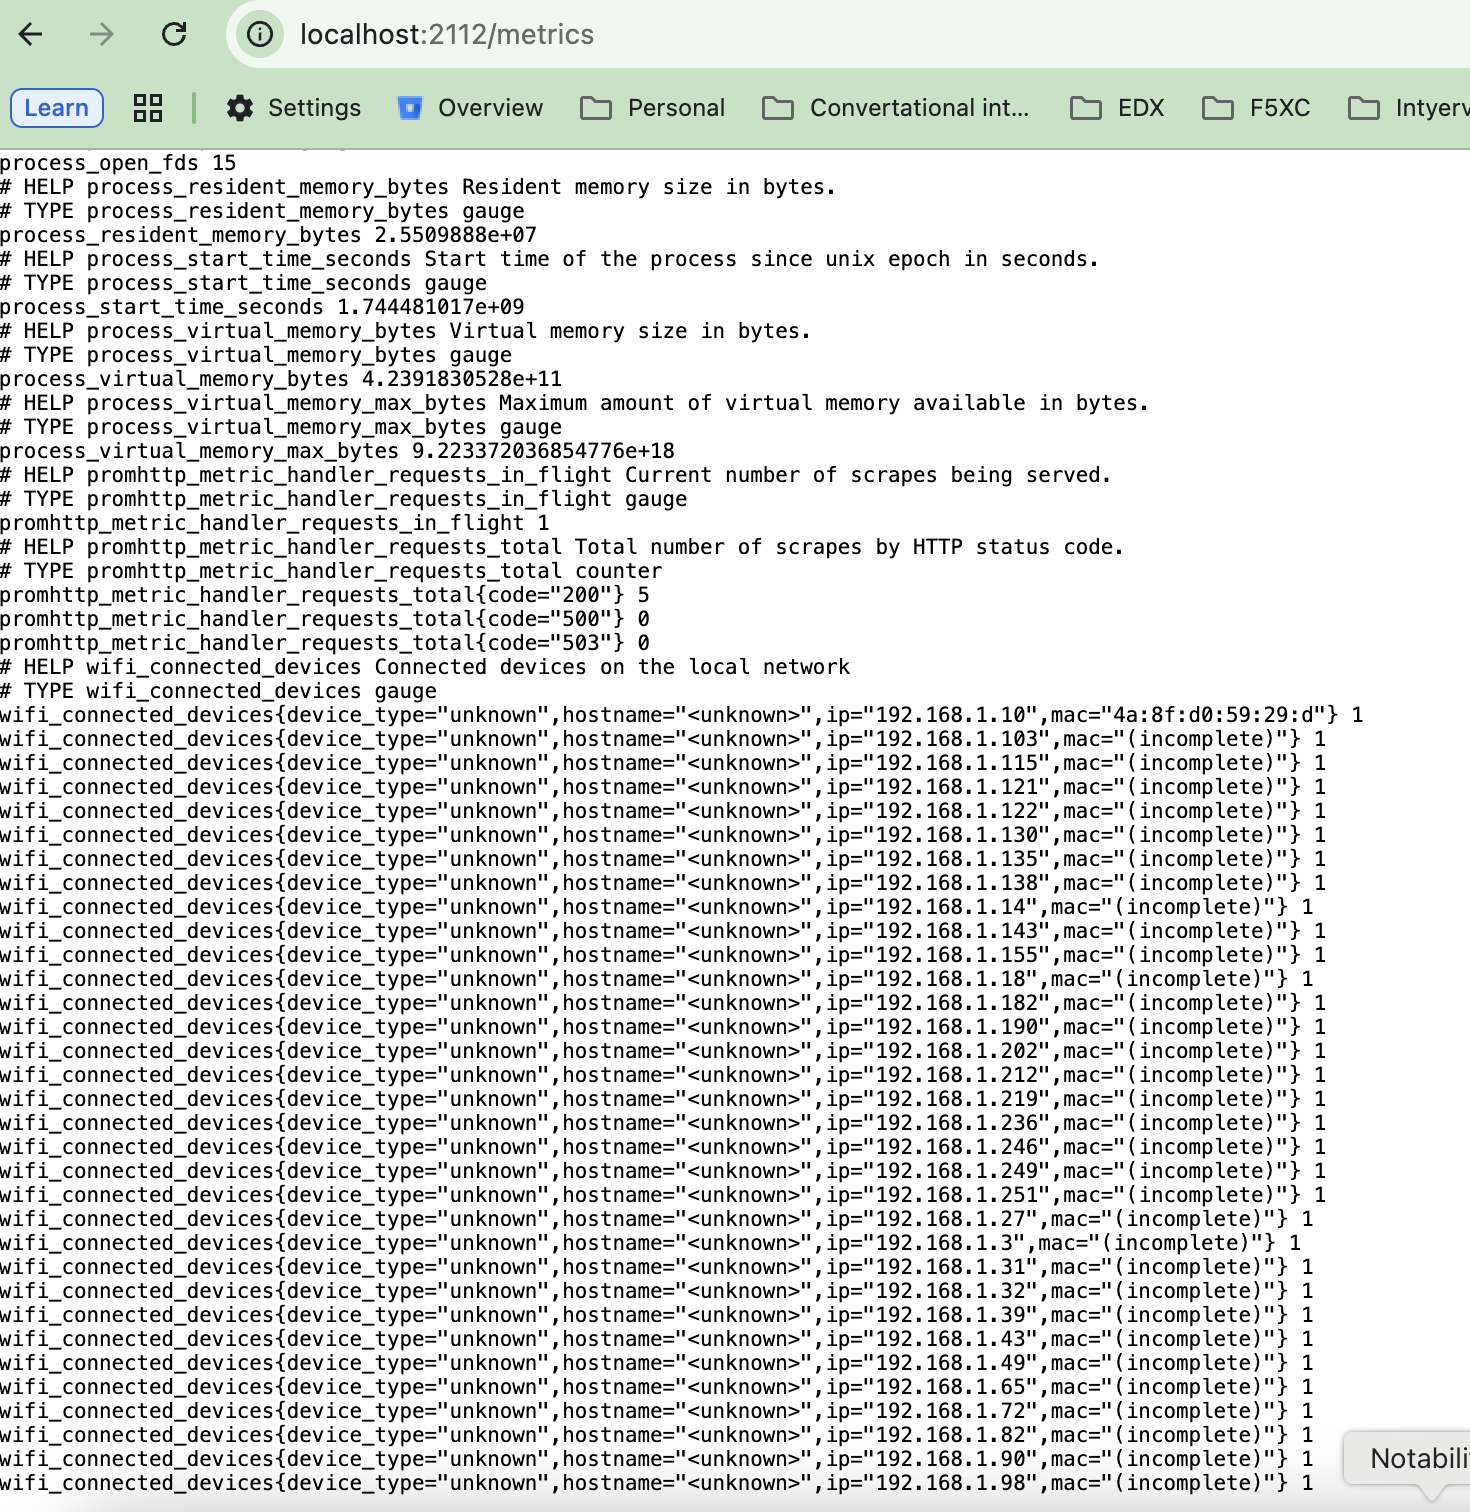 localhost:2112/metrics
Learn Settings Overview Personal Convertational int... EDX F5XC Intyerv
process_open_fds 15
# HELP process_resident_memory_bytes Resident memory size in bytes.
# TYPE process_resident_memory_bytes gauge
process_resident_memory_bytes 2.5509888e+07
# HELP process_start_time_seconds Start time of the process since unix epoch in seconds.
# TYPE process_start_time_seconds gauge
process_start_time_seconds 1.744481017e+09
# HELP process_virtual_memory_bytes Virtual memory size in bytes.
# TYPE process_virtual_memory_bytes gauge
process_virtual_memory_bytes 4.2391830528e+11
# HELP process_virtual_memory_max_bytes Maximum amount of virtual memory available in bytes.
# TYPE process_virtual_memory_max_bytes gauge
process_virtual_memory_max_bytes 9.223372036854776e+18
# HELP promhttp_metric_handler_requests_in_flight Current number of scrapes being served.
# TYPE promhttp_metric_handler_requests_in_flight gauge
promhttp_metric_handler_requests_in_flight 1
# HELP promhttp_metric_handler_requests_total Total number of scrapes by HTTP status code.
# TYPE promhttp_metric_handler_requests_total counter
promhttp_metric_handler_requests_total{code="200"} 5
promhttp_metric_handler_requests_total{code="500"} 0
promhttp_metric_handler_requests_total{code="503"} 0
# HELP wifi_connected_devices Connected devices on the local network
# TYPE wifi_connected_devices gauge
wifi_connected_devices{device_type="unknown",hostname="<unknown>",ip="192.168.1.10",mac="4a:8f:d0:59:29:d"} 1
wifi_connected_devices{device_type="unknown",hostname="<unknown>",ip="192.168.1.103",mac="(incomplete)"} 1
wifi_connected_devices{device_type="unknown",hostname="<unknown>",ip="192.168.1.115",mac="(incomplete)"} 1
wifi_connected_devices{device_type="unknown",hostname="<unknown>",ip="192.168.1.121",mac="(incomplete)"} 1
wifi_connected_devices{device_type="unknown",hostname="<unknown>",ip="192.168.1.122",mac="(incomplete)"} 1
wifi_connected_devices{device_type="unknown",hostname="<unknown>",ip="192.168.1.130",mac="(incomplete)"} 1
wifi_connected_devices{device_type="unknown",hostname="<unknown>",ip="192.168.1.135",mac="(incomplete)"} 1
wifi_connected_devices{device_type="unknown",hostname="<unknown>",ip="192.168.1.138",mac="(incomplete)"} 1
wifi_connected_devices{device_type="unknown",hostname="<unknown>",ip="192.168.1.14",mac="(incomplete)"} 1
wifi_connected_devices{device_type="unknown",hostname="<unknown>",ip="192.168.1.143",mac="(incomplete)"} 1
wifi_connected_devices{device_type="unknown",hostname="<unknown>",ip="192.168.1.155",mac="(incomplete)"} 1
wifi_connected_devices{device_type="unknown",hostname="<unknown>",ip="192.168.1.18",mac="(incomplete)"} 1
wifi_connected_devices{device_type="unknown",hostname="<unknown>",ip="192.168.1.182",mac="(incomplete)"} 1
wifi_connected_devices{device_type="unknown",hostname="<unknown>",ip="192.168.1.190",mac="(incomplete)"} 1
wifi_connected_devices{device_type="unknown",hostname="<unknown>",ip="192.168.1.202",mac="(incomplete)"} 1
wifi_connected_devices{device_type="unknown",hostname="<unknown>",ip="192.168.1.212",mac="(incomplete)"} 1
wifi_connected_devices{device_type="unknown",hostname="<unknown>",ip="192.168.1.219",mac="(incomplete)"} 1
wifi_connected_devices{device_type="unknown",hostname="<unknown>",ip="192.168.1.236",mac="(incomplete)"} 1
wifi_connected_devices{device_type="unknown",hostname="<unknown>",ip="192.168.1.246",mac="(incomplete)"} 1
wifi_connected_devices{device_type="unknown",hostname="<unknown>",ip="192.168.1.249",mac="(incomplete)"} 1
wifi_connected_devices{device_type="unknown",hostname="<unknown>",ip="192.168.1.251",mac="(incomplete)"} 1
wifi_connected_devices{device_type="unknown",hostname="<unknown>",ip="192.168.1.27",mac="(incomplete)"} 1
wifi_connected_devices{device_type="unknown",hostname="<unknown>",ip="192.168.1.3",mac="(incomplete)"} 1
wifi_connected_devices{device_type="unknown",hostname="<unknown>",ip="192.168.1.31",mac="(incomplete)"} 1
wifi_connected_devices{device_type="unknown",hostname="<unknown>",ip="192.168.1.32",mac="(incomplete)"} 1
wifi_connected_devices{device_type="unknown",hostname="<unknown>",ip="192.168.1.39",mac="(incomplete)"} 1
wifi_connected_devices{device_type="unknown",hostname="<unknown>",ip="192.168.1.43",mac="(incomplete)"} 1
wifi_connected_devices{device_type="unknown",hostname="<unknown>",ip="192.168.1.49",mac="(incomplete)"} 1
wifi_connected_devices{device_type="unknown",hostname="<unknown>",ip="192.168.1.65",mac="(incomplete)"} 1
wifi_connected_devices{device_type="unknown",hostname="<unknown>",ip="192.168.1.72",mac="(incomplete)"} 1
wifi_connected_devices{device_type="unknown",hostname="<unknown>",ip="192.168.1.82",mac="(incomplete)"} 1
wifi_connected_devices{device_type="unknown",hostname="<unknown>",ip="192.168.1.90",mac="(incomplete)"} 1
wifi_connected_devices{device_type="unknown",hostname="<unknown>",ip="192.168.1.98",mac="(incomplete)"} 1
Notabili